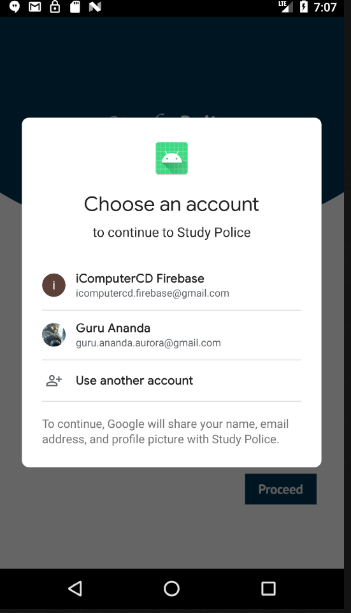 LTE 7:07
Choose an account
to continue to Study Police
i
iComputerCD Firebase
icomputercd.firebase@gmail.com
Guru Ananda
guru.ananda.aurora@gmail.com
Use another account
To continue, Google will share your name, email
address, and profile picture with Study Police.
Proceed